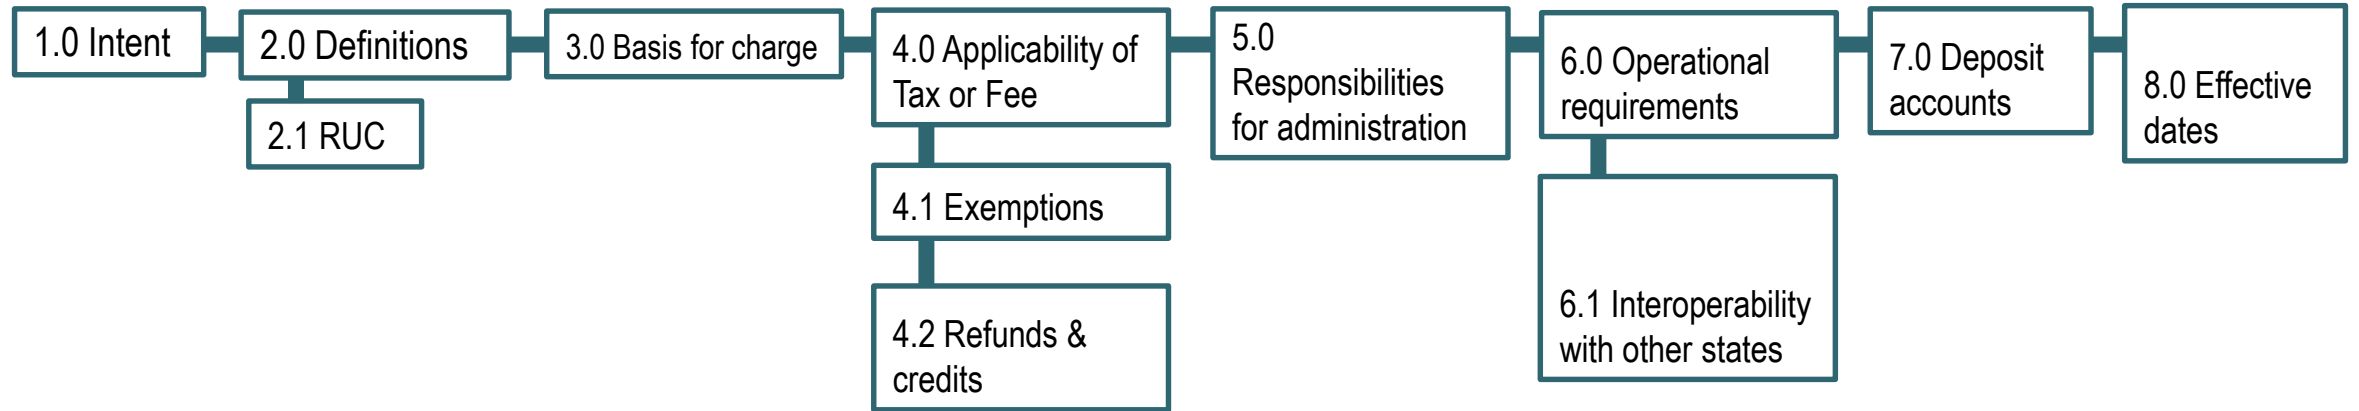 1.0 Intent
2.0 Definitions
2.1 RUC
3.0 Basis for charge
4.0 Applicability of
Tax or Fee
4.1 Exemptions
4.2 Refunds &
credits
5.0
Responsibilities
for administration
6.0 Operational
requirements
6.1 Interoperability
with other states
7.0 Deposit
accounts
8.0 Effective
dates